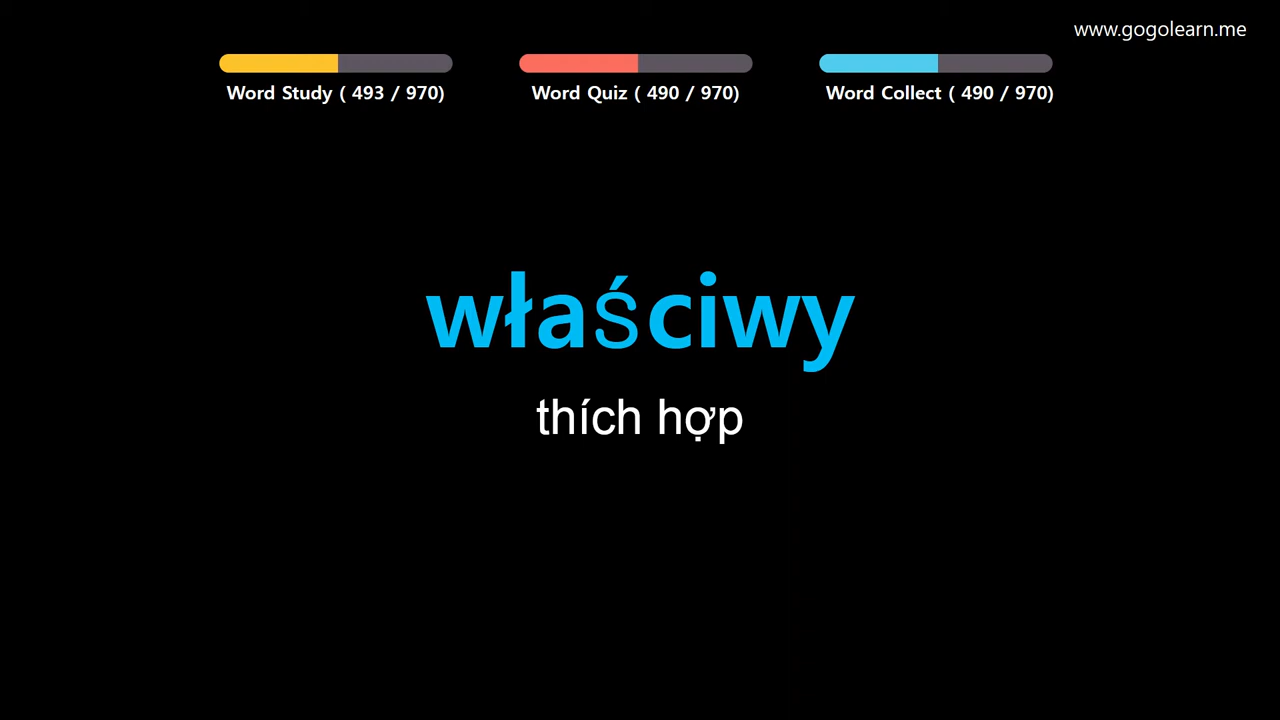 www.gogolearn.me
Word Study ( 493 / 970)
Word Quiz ( 490 / 970)
Word Collect ( 490 / 970)
właściwy
thích hợp